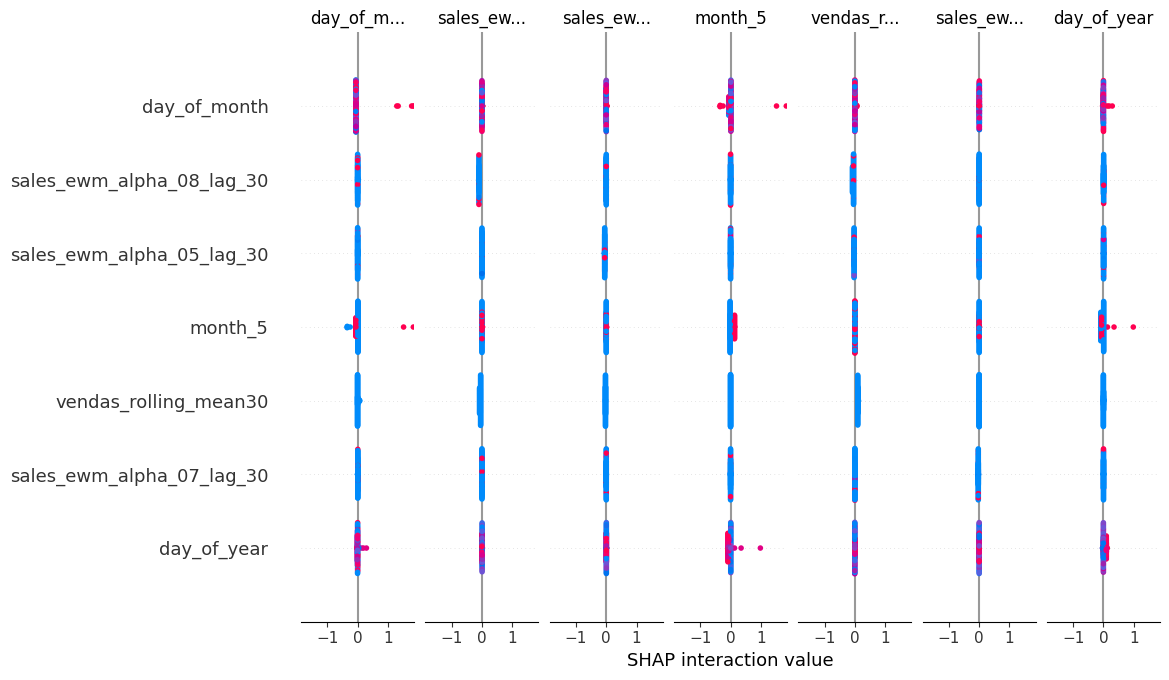 day_of_m... sales_ew... sales_ew... month_5 vendas_r... sales_ew... day_of_year
day_of_month
sales_ewm_alpha_08_lag_30
sales_ewm_alpha_05_lag_30
month_5
vendas_rolling_mean30
sales_ewm_alpha_07_lag_30
day_of_year
−1 0 1 −1 0 1 −1 0 1 −1 0 1 −1 0 1 −1 0 1 −1 0 1
SHAP interaction value